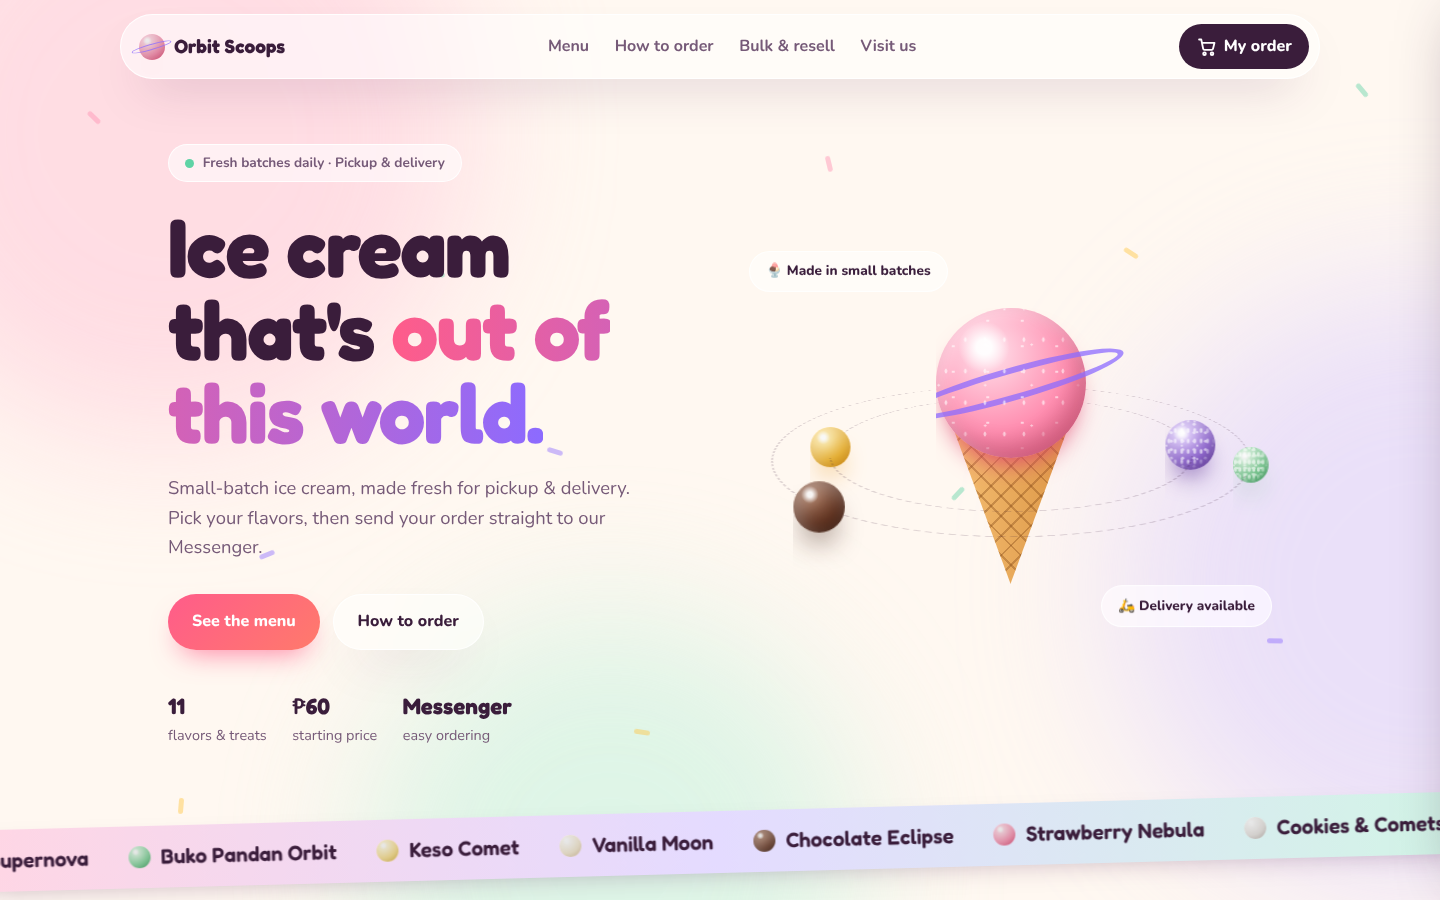 Orbit Scoops
Menu
How to order
Bulk & resell
Visit us
My order
Fresh batches daily · Pickup & delivery
Ice cream
that's out of
this world.
Small-batch ice cream, made fresh for pickup & delivery.
Pick your flavors, then send your order straight to our
Messenger.
See the menu
How to order
11
flavors & treats
₱60
starting price
Messenger
easy ordering
🍨 Made in small batches
🛵 Delivery available
upernova
Buko Pandan Orbit
Keso Comet
Vanilla Moon
Chocolate Eclipse
Strawberry Nebula
Cookies & Comets